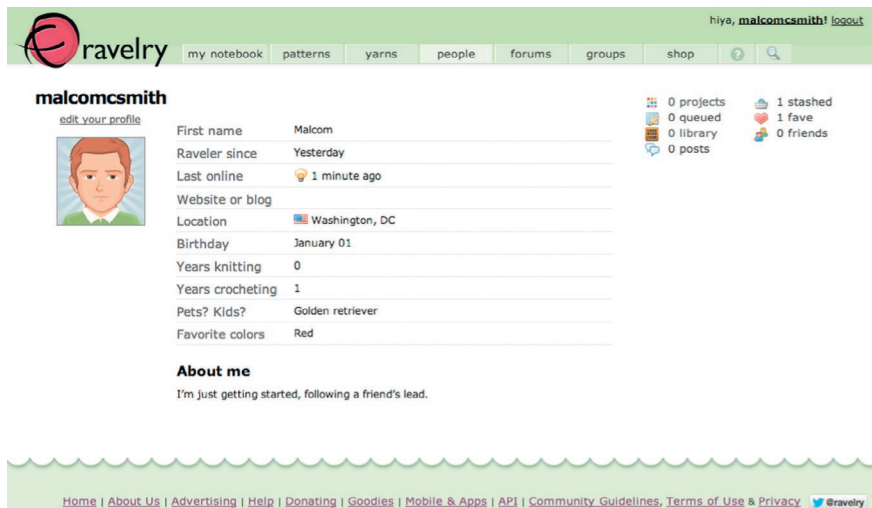 hiya, malcomcsmith! logout
ravelry
my notebook patterns yarns people forums groups shop ?
malcomcsmith
edit your profile
First name Malcom
Raveler since Yesterday
Last online 1 minute ago
Website or blog
Location Washington, DC
Birthday January 01
Years knitting 0
Years crocheting 1
Pets? Kids? Golden retriever
Favorite colors Red
About me
I'm just getting started, following a friend's lead.
0 projects 1 stashed
0 queued 1 fave
0 library 0 friends
0 posts
Home | About Us | Advertising | Help | Donating | Goodies | Mobile & Apps | API | Community Guidelines, Terms of Use & Privacy @ravelry